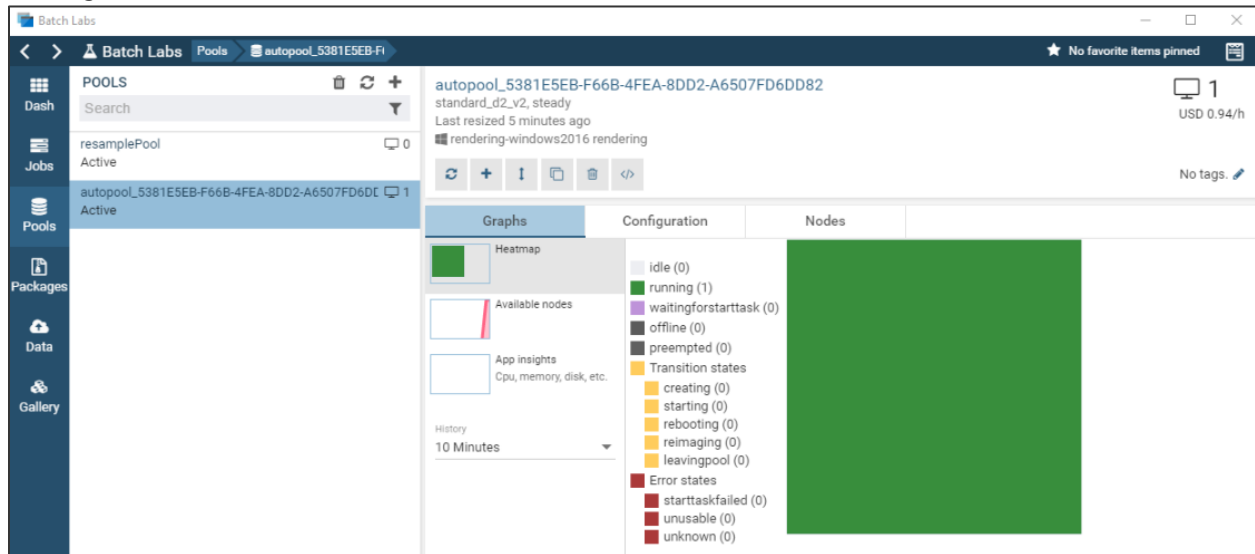 Batch Labs
Batch Labs Pools autopool_5381E5EB-F(
No favorite items pinned
Dash
Jobs
Pools
Packages
Data
Gallery
POOLS
Search
resamplePool 0
Active
autopool_5381E5EB-F66B-4FEA-8DD2-A6507FD6DE 1
Active
autopool_5381E5EB-F66B-4FEA-8DD2-A6507FD6DD82
standard_d2_v2, steady
Last resized 5 minutes ago
rendering-windows2016 rendering
1
USD 0.94/h
No tags.
Graphs Configuration Nodes
Heatmap
Available nodes
App insights
Cpu, memory, disk, etc.
History
10 Minutes
idle (0)
running (1)
waitingforstarttask (0)
offline (0)
preempted (0)
Transition states
creating (0)
starting (0)
rebooting (0)
reimaging (0)
leavingpool (0)
Error states
starttaskfailed (0)
unusable (0)
unknown (0)